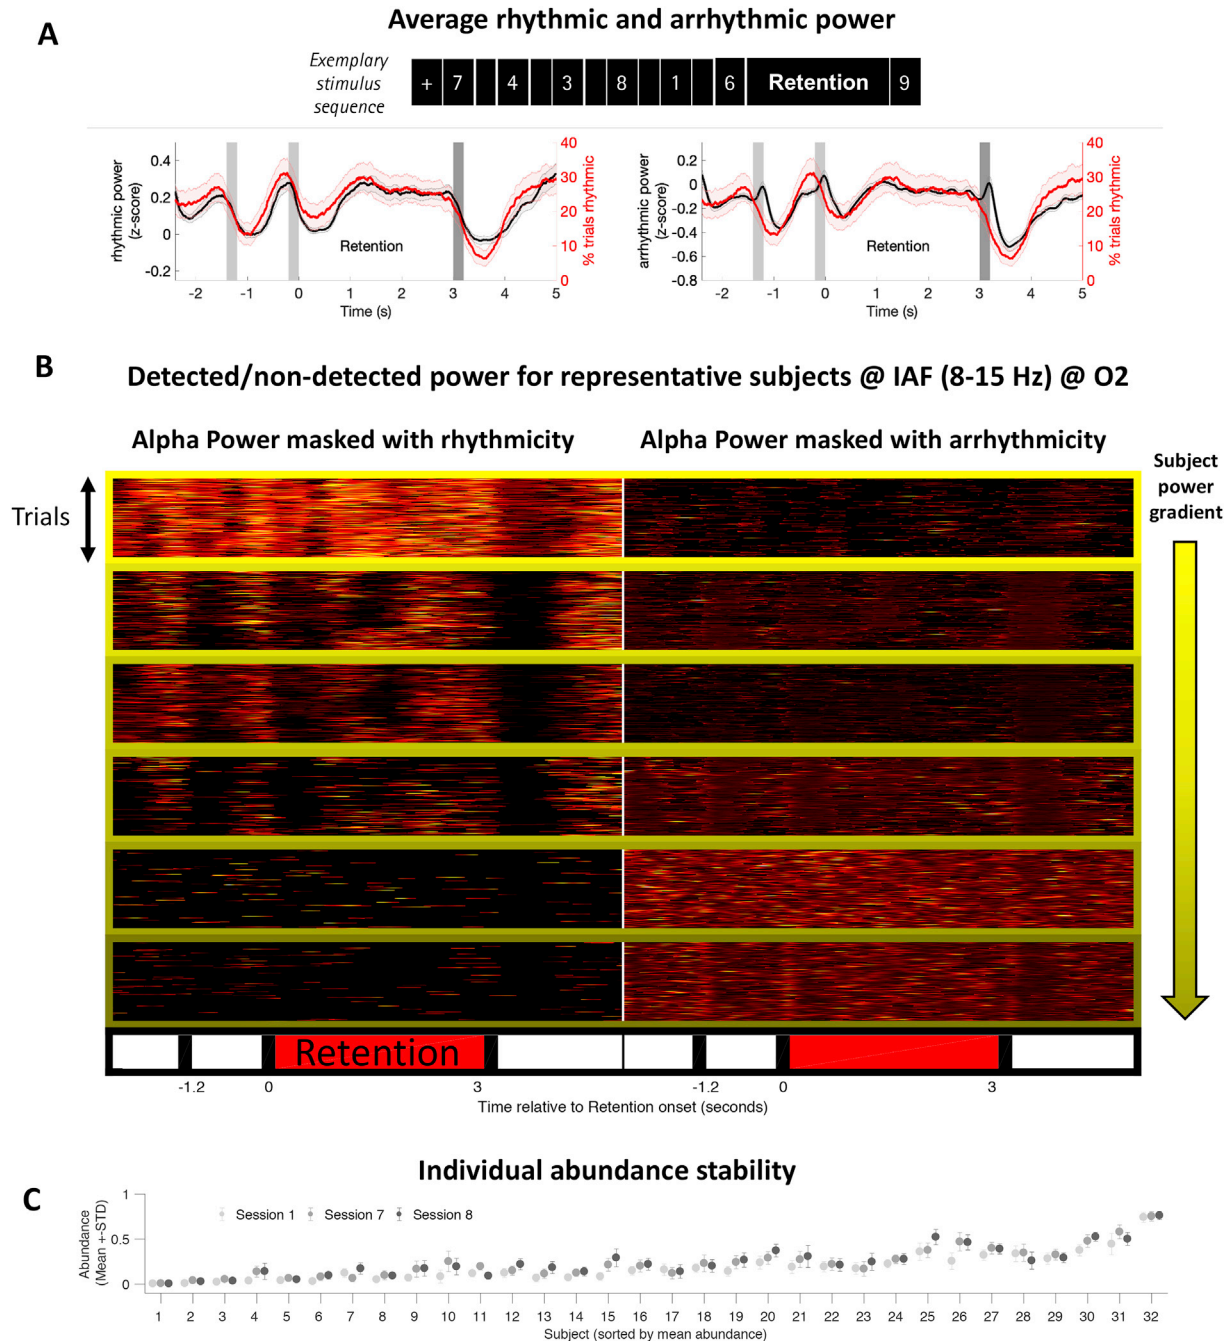 A
Average rhythmic and arrhythmic power
Exemplary
stimulus
sequence
+ 7 4 3 8 1 6 Retention 9
rhythmic power
(z-score)
0.4
0.2
0
-0.2
Retention
-2 -1 0 1 2 3 4 5
Time (s)
40
30
20
10
0
% trials rhythmic
arrhythmic power
(z-score)
0.2
0
-0.2
-0.4
-0.6
-0.8
Retention
-2 -1 0 1 2 3 4 5
Time (s)
40
30
20
10
0
% trials rhythmic
B
Detected/non-detected power for representative subjects @ IAF (8-15 Hz) @ O2
Alpha Power masked with rhythmicity
Alpha Power masked with arrhythmicity
Subject
power
gradient
Trials
Retention
-1.2 0 3 -1.2 0 3
Time relative to Retention onset (seconds)
C
Individual abundance stability
Abundance
(Mean +-STD)
1
0.5
0
Session 1 Session 7 Session 8
1 2 3 4 5 6 7 8 9 10 11 12 13 14 15 16 17 18 19 20 21 22 23 24 25 26 27 28 29 30 31 32
Subject (sorted by mean abundance)